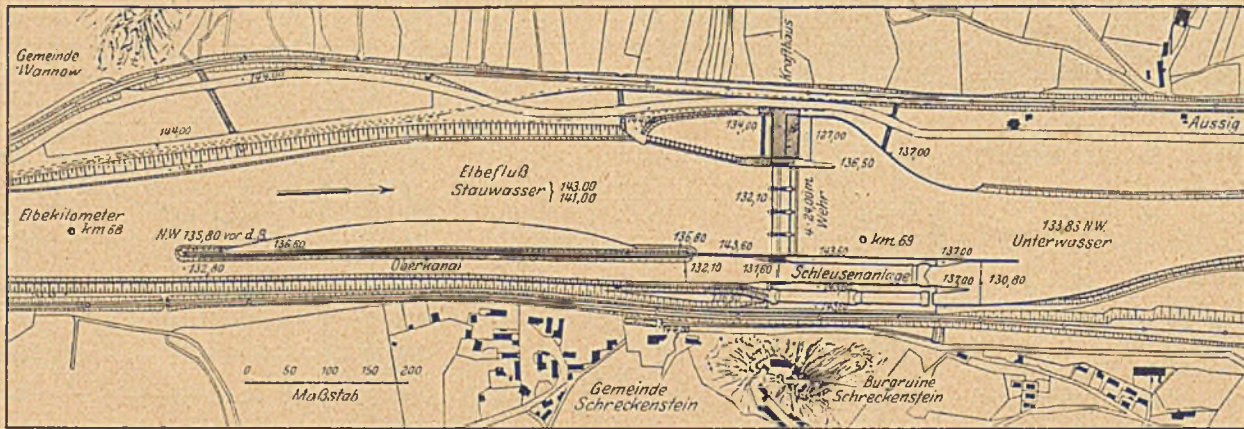 Gemeinde
Wannow
144,00
144,00
Krafthaus
134,00
127,00
136,50
137,00
Aussig
Elbefluß
Stauwasser } 143.00
141,00
132,10
4·24,00m
Wehr
Elbekilometer
km 68
N.W 135,80 vor d.B.
136,60
132,80
Oberkanal
136,80
143,60
132,10
131,60
143,60
km 69
133,83 N.W.
Unterwasser
137,00
Schleusenanlage
137,00
130,80
0 50 100 150 200
Maßstab
Gemeinde
Schreckenstein
Burgruine
Schreckenstein